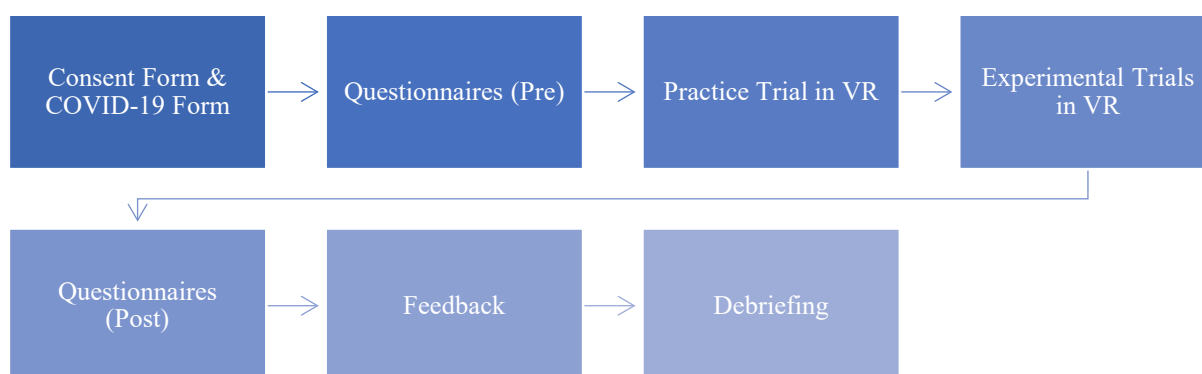 Consent Form &
COVID-19 Form
Questionnaires (Pre)
Practice Trial in VR
Experimental Trials
in VR
Questionnaires
(Post)
Feedback
Debriefing